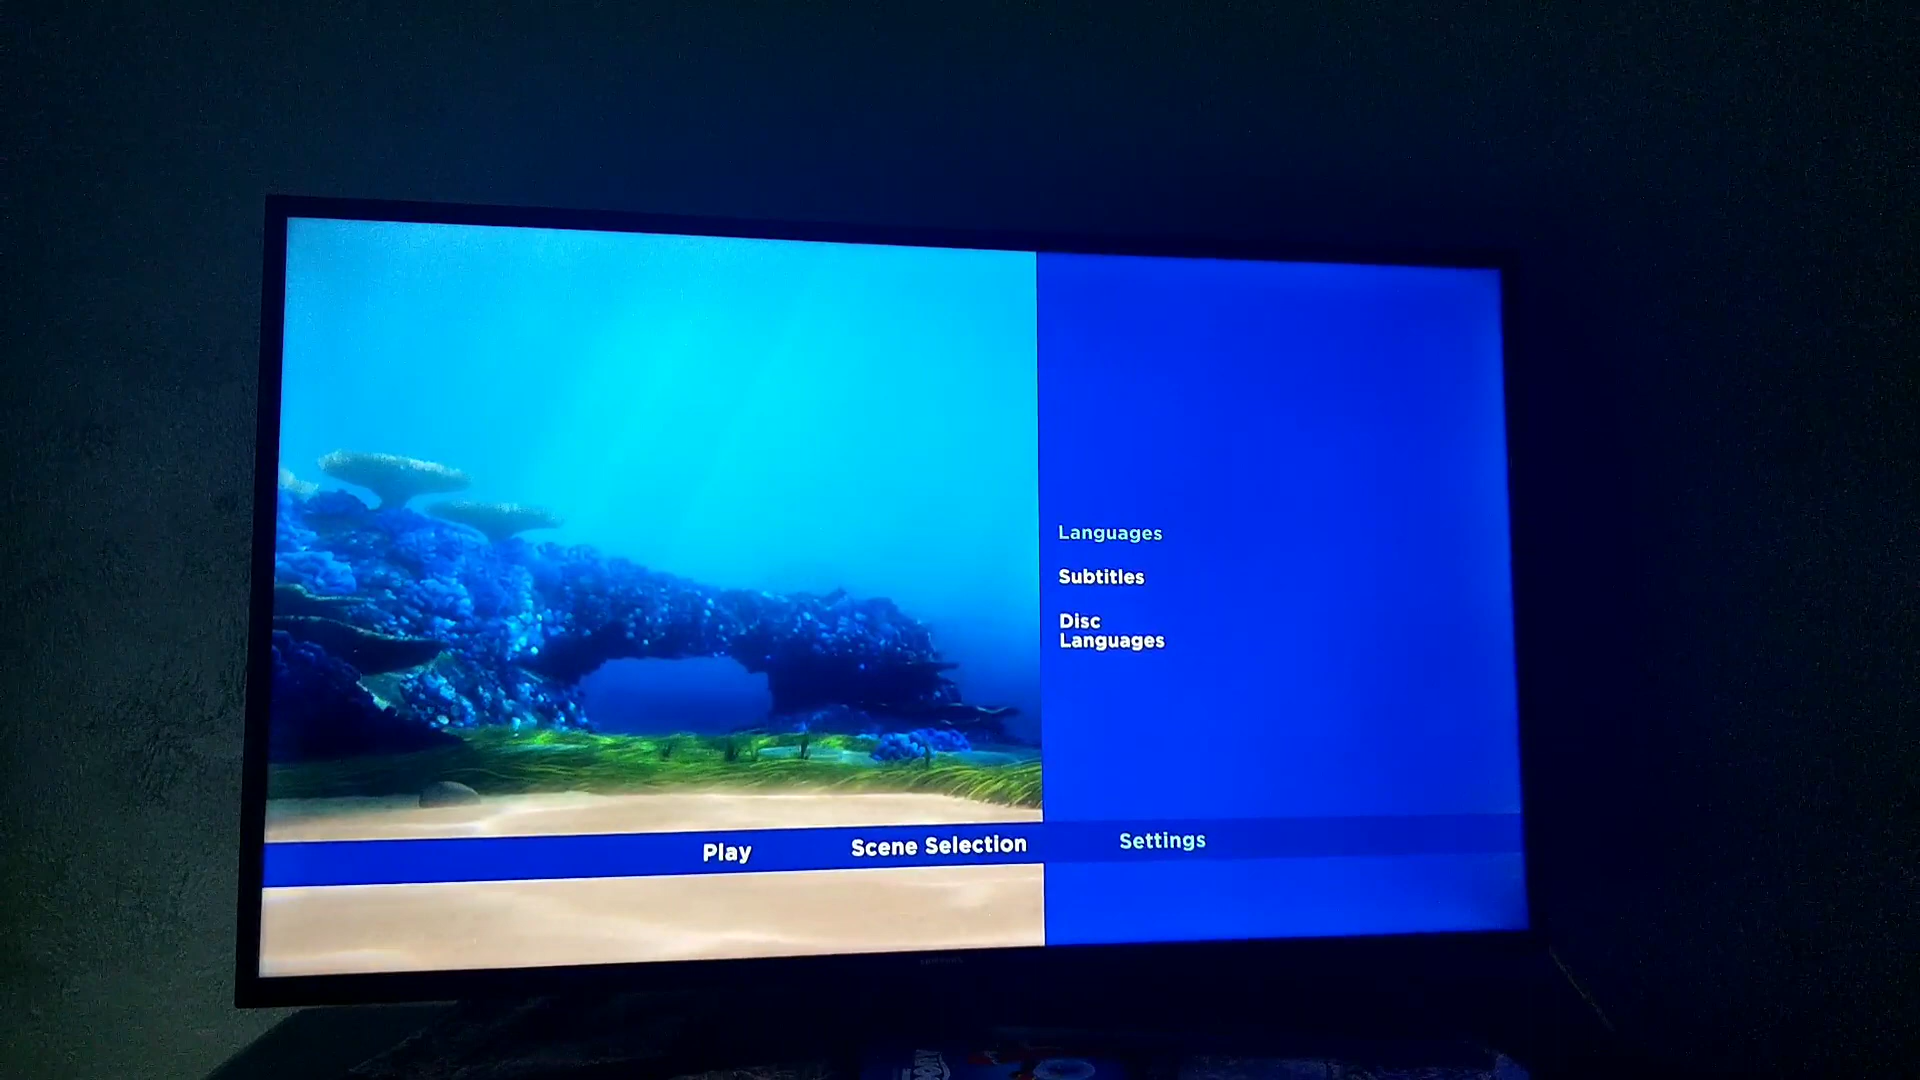 Languages
Subtitles
Disc
Languages
Play
Scene Selection
Settings